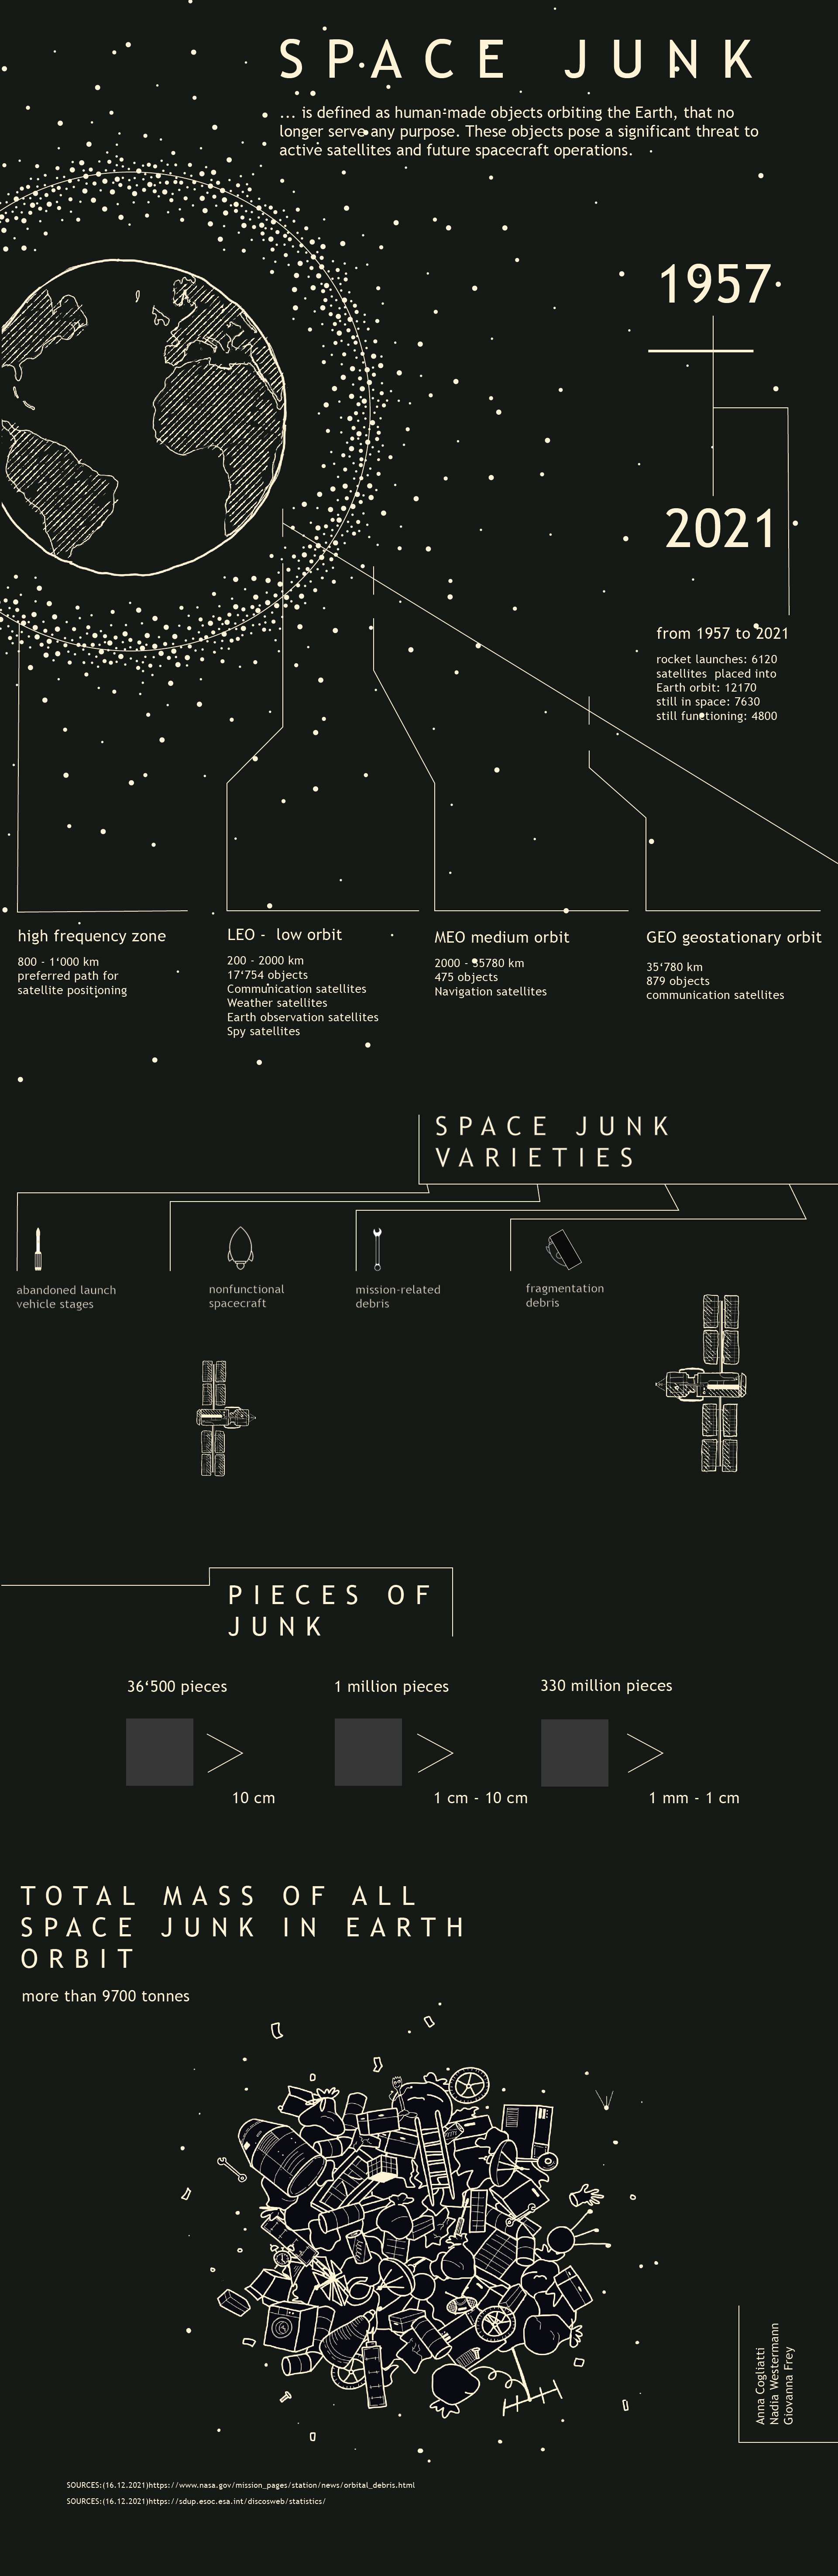 SPACE JUNK
... is defined as human-made objects orbiting the Earth, that no
longer serve any purpose. These objects pose a significant threat to
active satellites and future spacecraft operations.
1957
2021
from 1957 to 2021
rocket launches: 6120
satellites placed into
Earth orbit: 12170
still in space: 7630
still functioning: 4800
high frequency zone
800 - 1‘000 km
preferred path for
satellite positioning
LEO - low orbit
200 - 2000 km
17‘754 objects
Communication satellites
Weather satellites
Earth observation satellites
Spy satellites
MEO medium orbit
2000 - 35780 km
475 objects
Navigation satellites
GEO geostationary orbit
35‘780 km
879 objects
communication satellites
SPACE JUNK
VARIETIES
abandoned launch
vehicle stages
nonfunctional
spacecraft
mission-related
debris
fragmentation
debris
PIECES OF
JUNK
36‘500 pieces
10 cm
1 million pieces
1 cm - 10 cm
330 million pieces
1 mm - 1 cm
TOTAL MASS OF ALL
SPACE JUNK IN EARTH
ORBIT
more than 9700 tonnes
Anna Cogliatti
Nadia Westermann
Giovanna Frey
SOURCES:(16.12.2021)https://www.nasa.gov/mission_pages/station/news/orbital_debris.html
SOURCES:(16.12.2021)https://sdup.esoc.esa.int/discosweb/statistics/